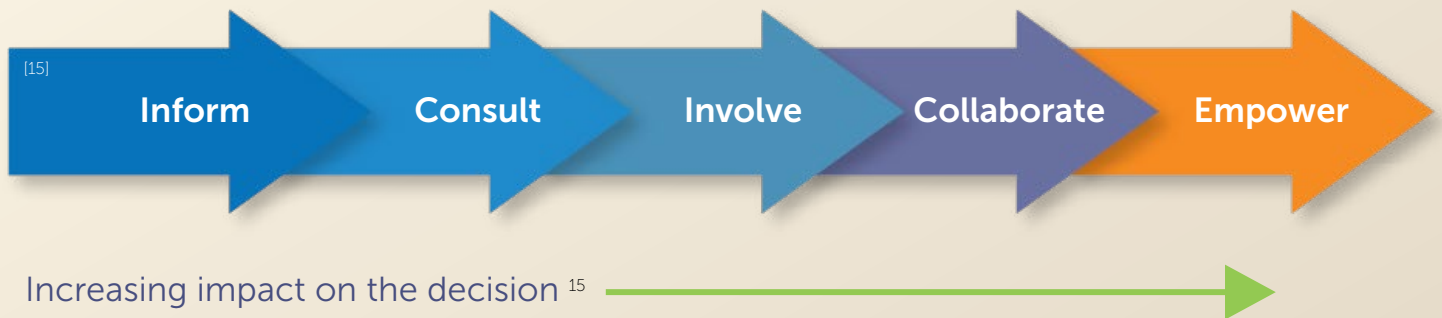 [15]
Inform Consult Involve Collaborate Empower
Increasing impact on the decision 15